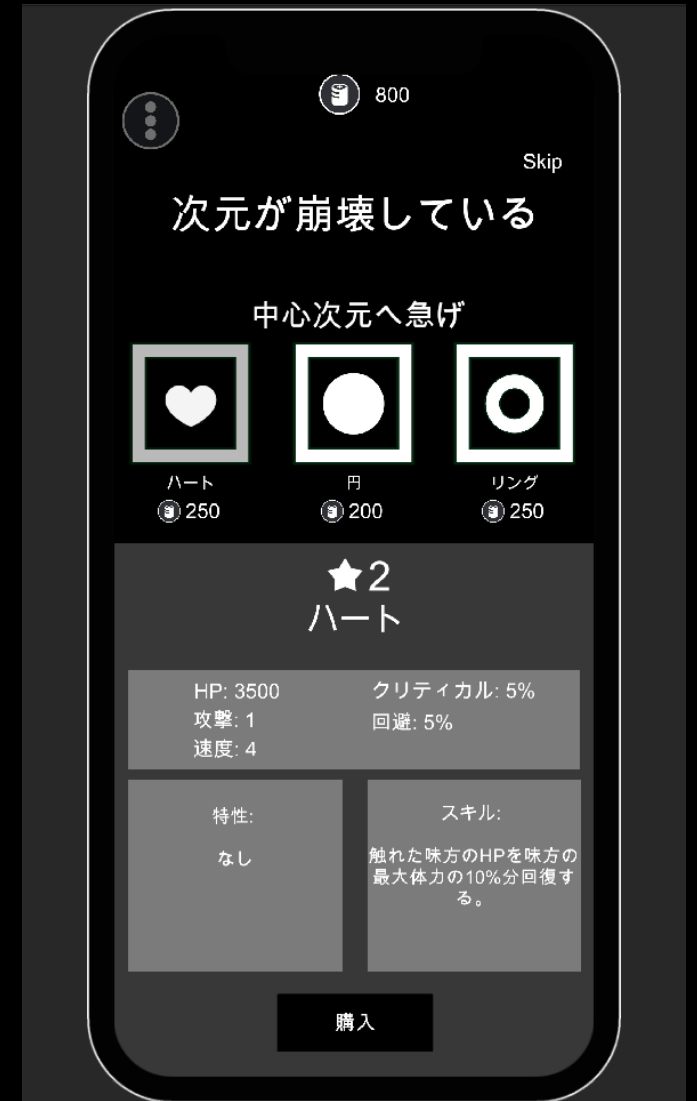 800
Skip
次元が崩壊している
中心次元へ急げ
ハート
円
リング
250
200
250
★2
ハート
HP: 3500
攻撃: 1
速度: 4
クリティカル: 5%
回避: 5%
特性:
なし
スキル:
触れた味方のHPを味方の
最大体力の10%分回復す
る。
購入